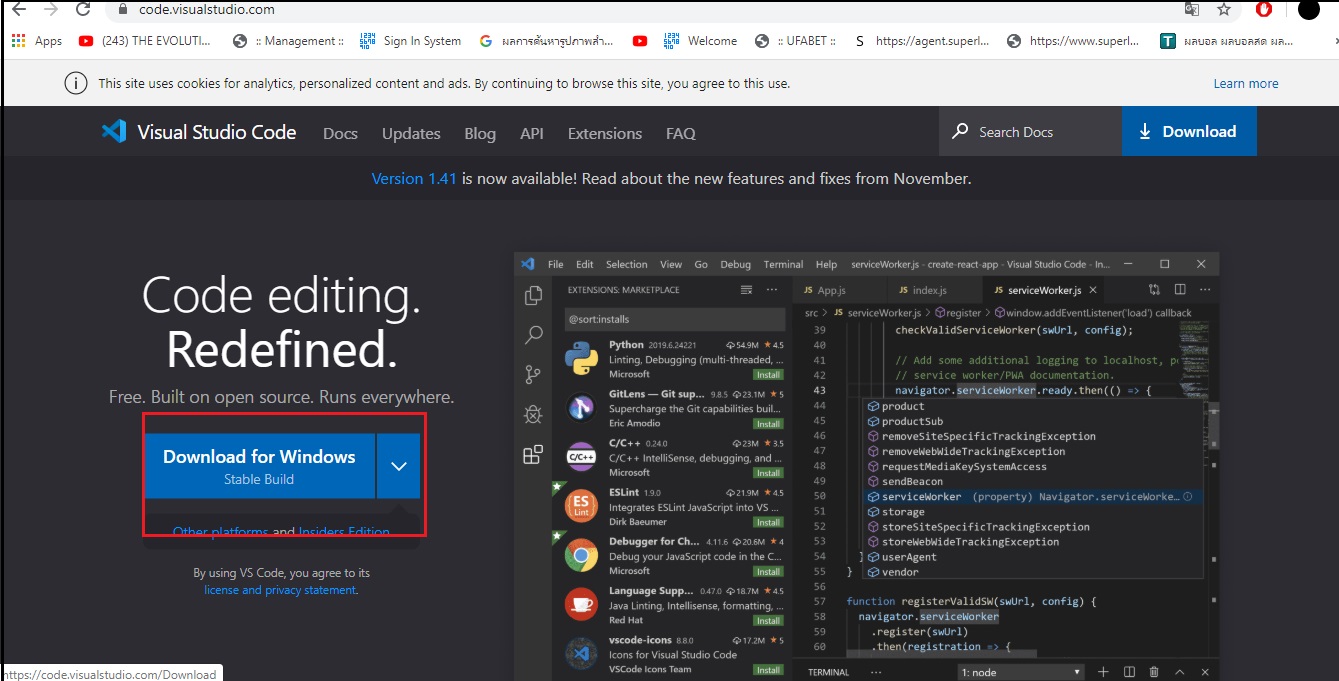 code.visualstudio.com
Apps (243) THE EVOLUTI... :: Management :: Sign In System ผลการค้นหารูปภาพสำ... Welcome :: UFABET :: S https://agent.superl... https://www.superl... T ผลบอล ผลบอลสด ผล...
This site uses cookies for analytics, personalized content and ads. By continuing to browse this site, you agree to this use. Learn more
Visual Studio Code Docs Updates Blog API Extensions FAQ Search Docs Download
Version 1.41 is now available! Read about the new features and fixes from November.
Code editing.
Redefined.
Free. Built on open source. Runs everywhere.
Download for Windows
Stable Build
Other platforms and Insiders Edition
By using VS Code, you agree to its
license and privacy statement.
File Edit Selection View Go Debug Terminal Help serviceWorker.js - create-react-app - Visual Studio Code - In...
EXTENSIONS: MARKETPLACE
@sort:installs
Python 2019.6.24221 54.9M ★ 4.5
Linting, Debugging (multi-threaded, ...
Microsoft Install
GitLens — Git sup... 9.8.5 23.1M ★ 5
Supercharge the Git capabilities buil...
Eric Amodio Install
C/C++
C/C++ 0.24.0 23M ★ 3.5
C/C++ IntelliSense, debugging, and ...
Microsoft Install
ES
Lint
ESLint 1.9.0 21.9M ★ 4.5
Integrates ESLint JavaScript into VS ...
Dirk Baeumer Install
Debugger for Ch... 4.11.6 20.6M ★ 4
Debug your JavaScript code in the C...
Microsoft Install
Language Supp... 0.47.0 18.7M ★ 4.5
Java Linting, Intellisense, formatting, ...
Red Hat Install
vscode-icons 8.8.0 17.2M ★ 5
Icons for Visual Studio Code
VSCode Icons Team Install
JS App.js JS index.js JS serviceWorker.js
src > JS serviceWorker.js > register > window.addEventListener('load') callback
39 checkValidServiceWorker(swUrl, config);
40
41 // Add some additional logging to localhost, p
42 // service worker/PWA documentation.
43 navigator.serviceWorker.ready.then(() => {
44 product
45 productSub
46 removeSiteSpecificTrackingException
47 removeWebWideTrackingException
48 requestMediaKeySystemAccess
49 sendBeacon
50 serviceWorker (property) Navigator.serviceWorke...
51 storage
52 storeSiteSpecificTrackingException
53 storeWebWideTrackingException
54 } userAgent
55 } vendor
56
57 function registerValidSW(swUrl, config) {
58 navigator.serviceWorker
59 .register(swUrl)
60 .then(registration => {
TERMINAL ... 1: node
https://code.visualstudio.com/Download